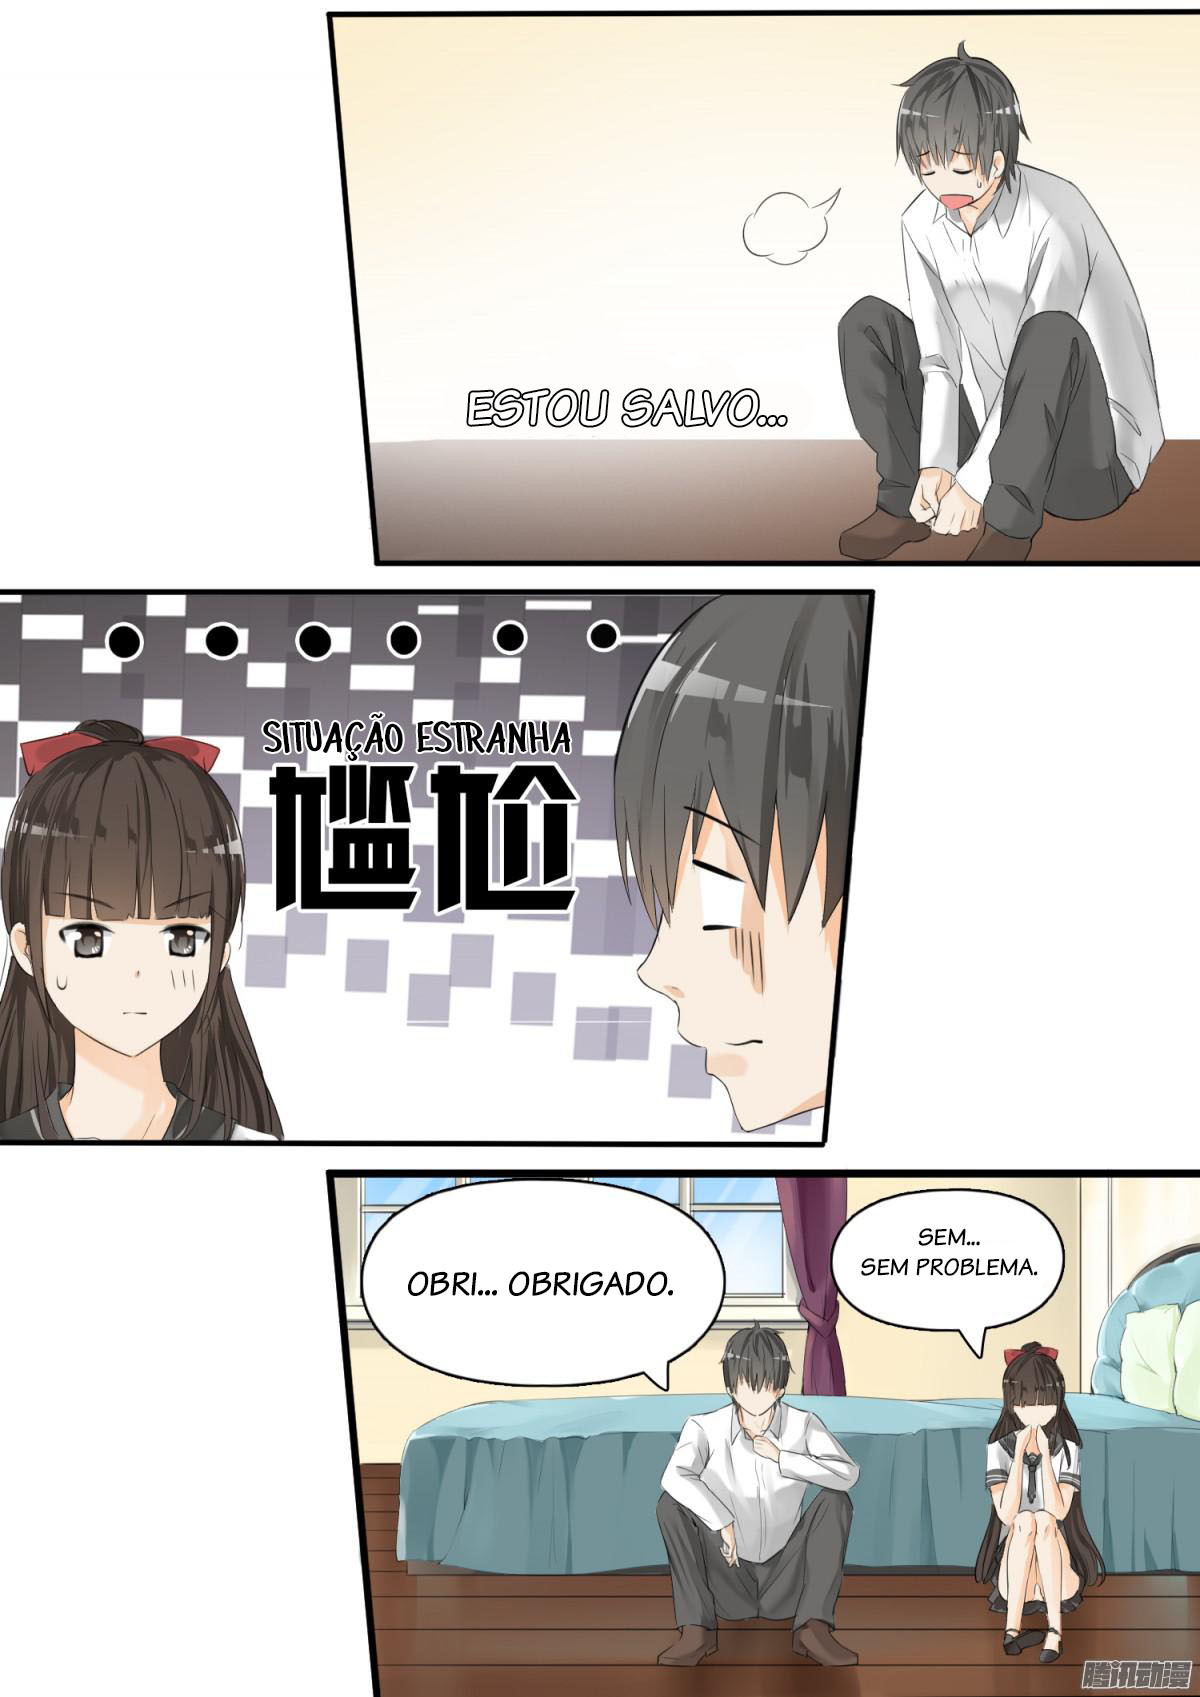 ESTOU SALVO...
SITUAÇÃO ESTRANHA
尴尬
OBRI... OBRIGADO.
SEM...
SEM PROBLEMA.
腾讯动漫